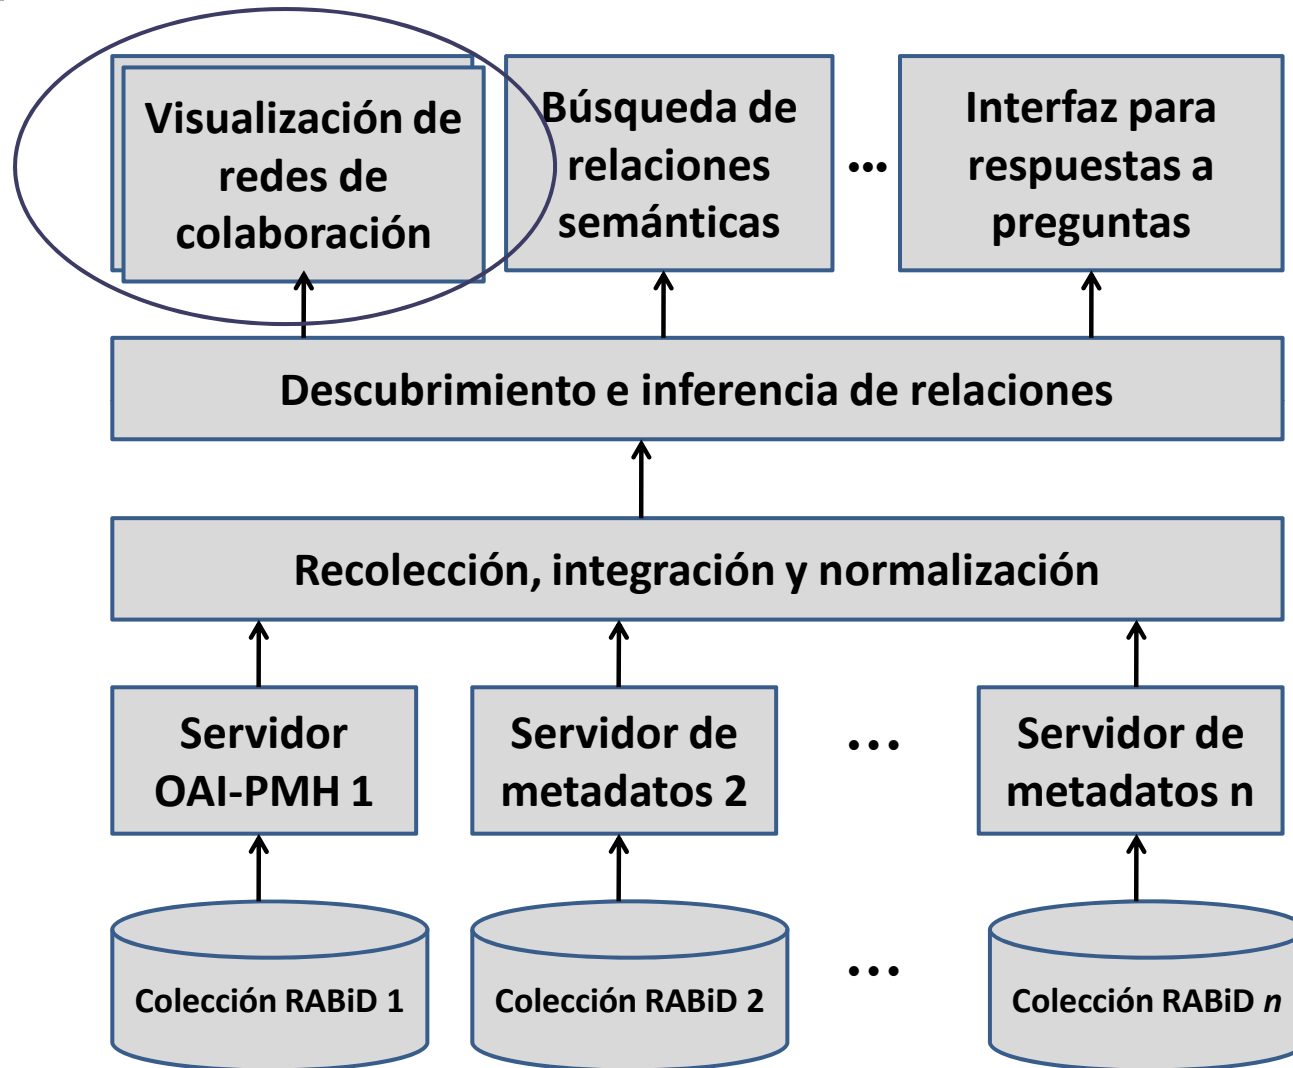 Visualización de
redes de
colaboración
Búsqueda de
relaciones
semánticas
...
Interfaz para
respuestas a
preguntas
Descubrimiento e inferencia de relaciones
Recolección, integración y normalización
Servidor
OAI-PMH 1
Servidor de
metadatos 2
...
Servidor de
metadatos n
Colección RABiD 1
Colección RABiD 2
...
Colección RABiD n